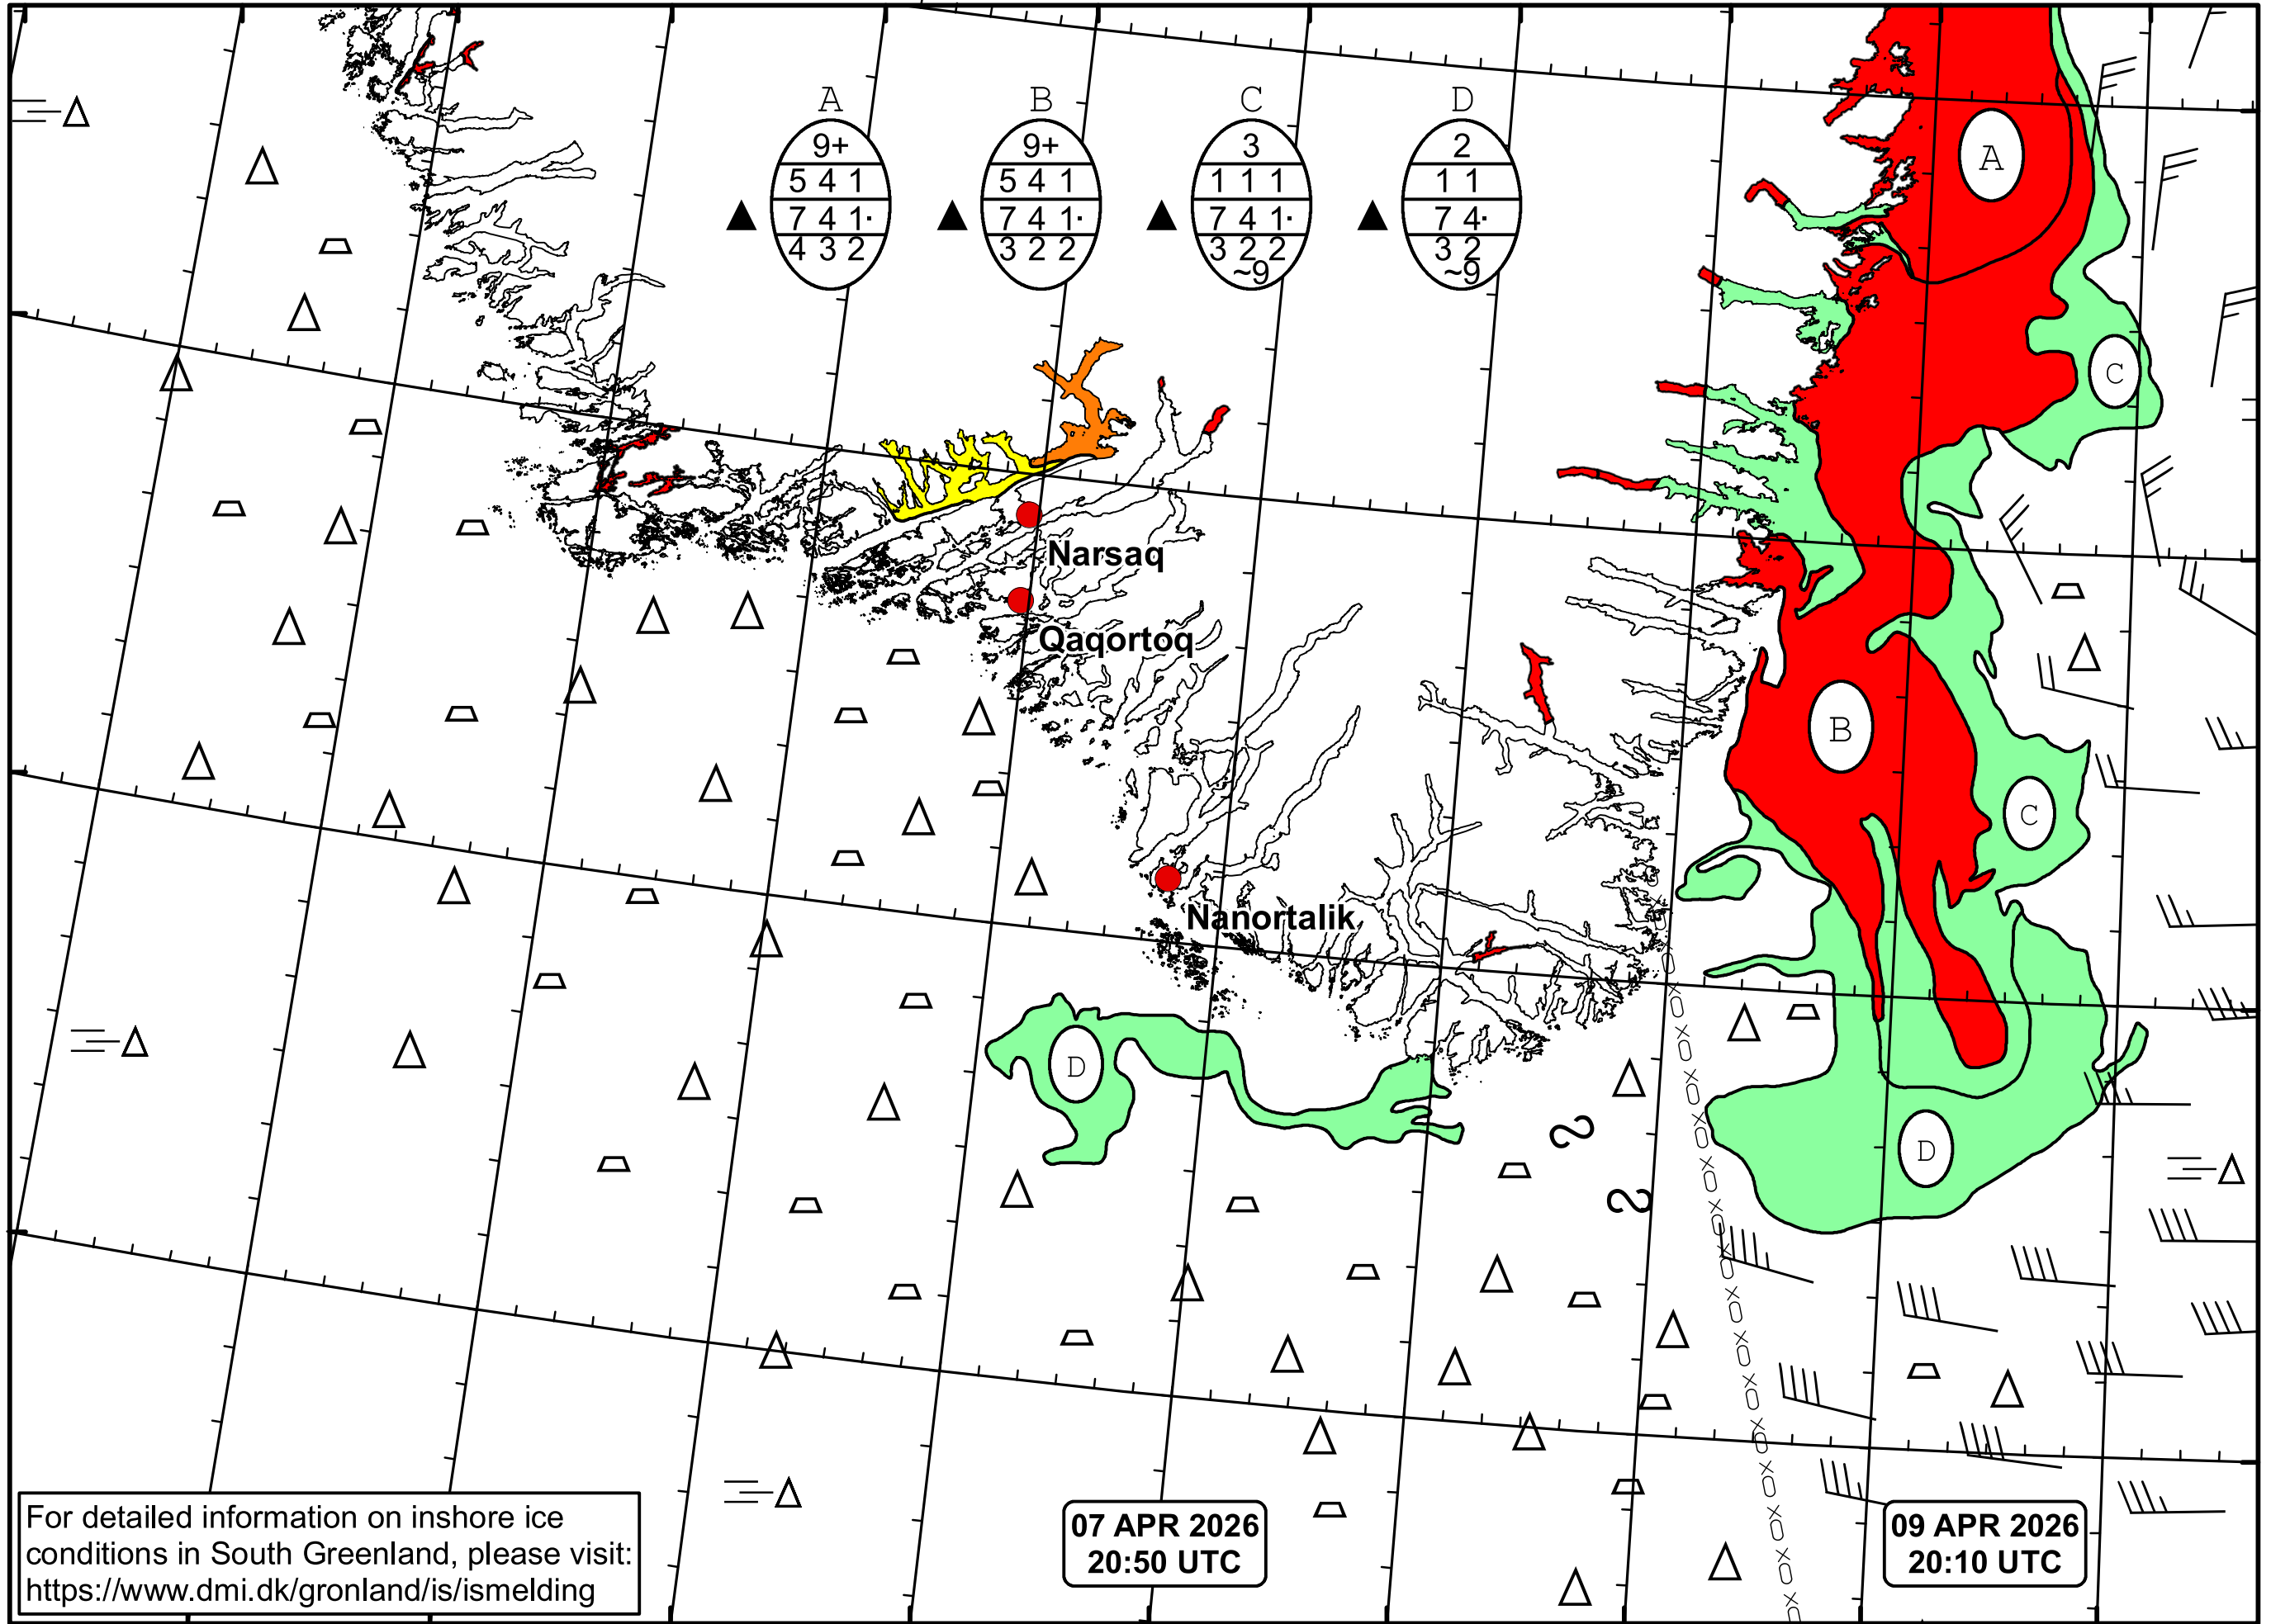 A B C D
9+ 9+ 3 2
5 4 1 5 4 1 1 1 1 1 1
7 4 1· 7 4 1· 7 4 1· 7 4·
4 3 2 3 2 2 3 2 2 3 2
~9 ~9
A
C
Narsaq
Qaqortoq
B
C
Nanortalik
D
D
For detailed information on inshore ice
conditions in South Greenland, please visit:
https://www.dmi.dk/gronland/is/ismelding
07 APR 2026
20:50 UTC
09 APR 2026
20:10 UTC